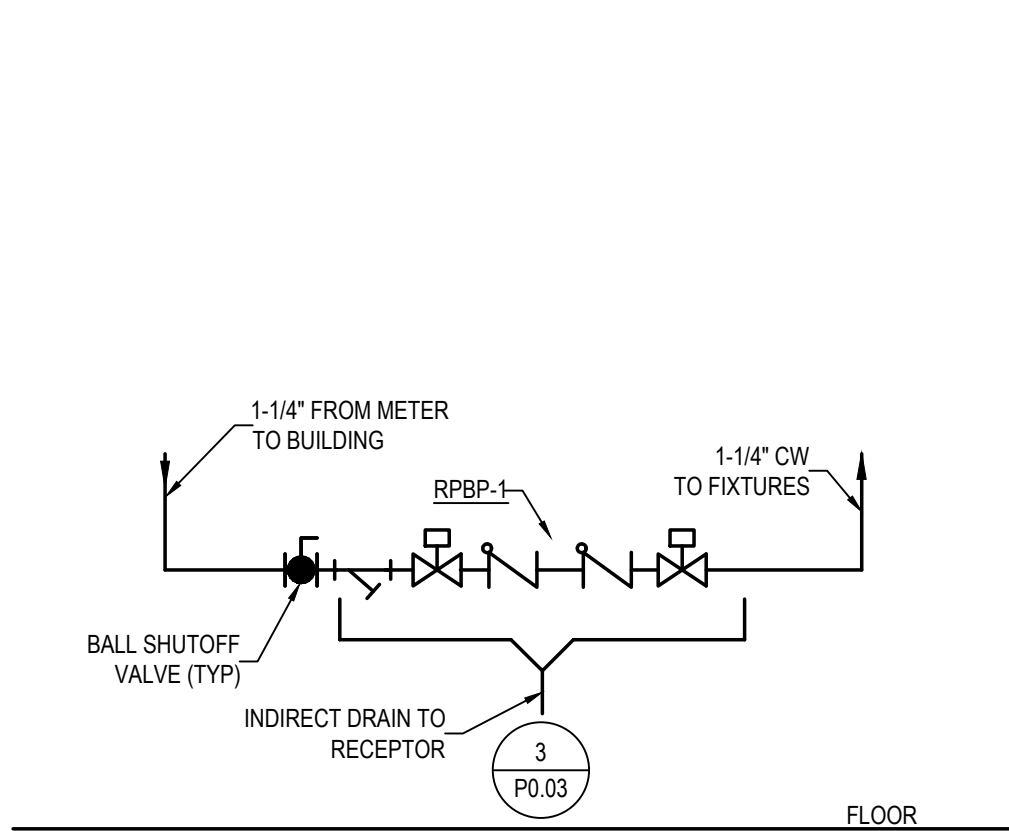 1-1/4" FROM METER
TO BUILDING
1-1/4" CW
TO FIXTURES
RPBP-1
BALL SHUTOFF
VALVE (TYP)
INDIRECT DRAIN TO
RECEPTOR
3
P0.03
FLOOR